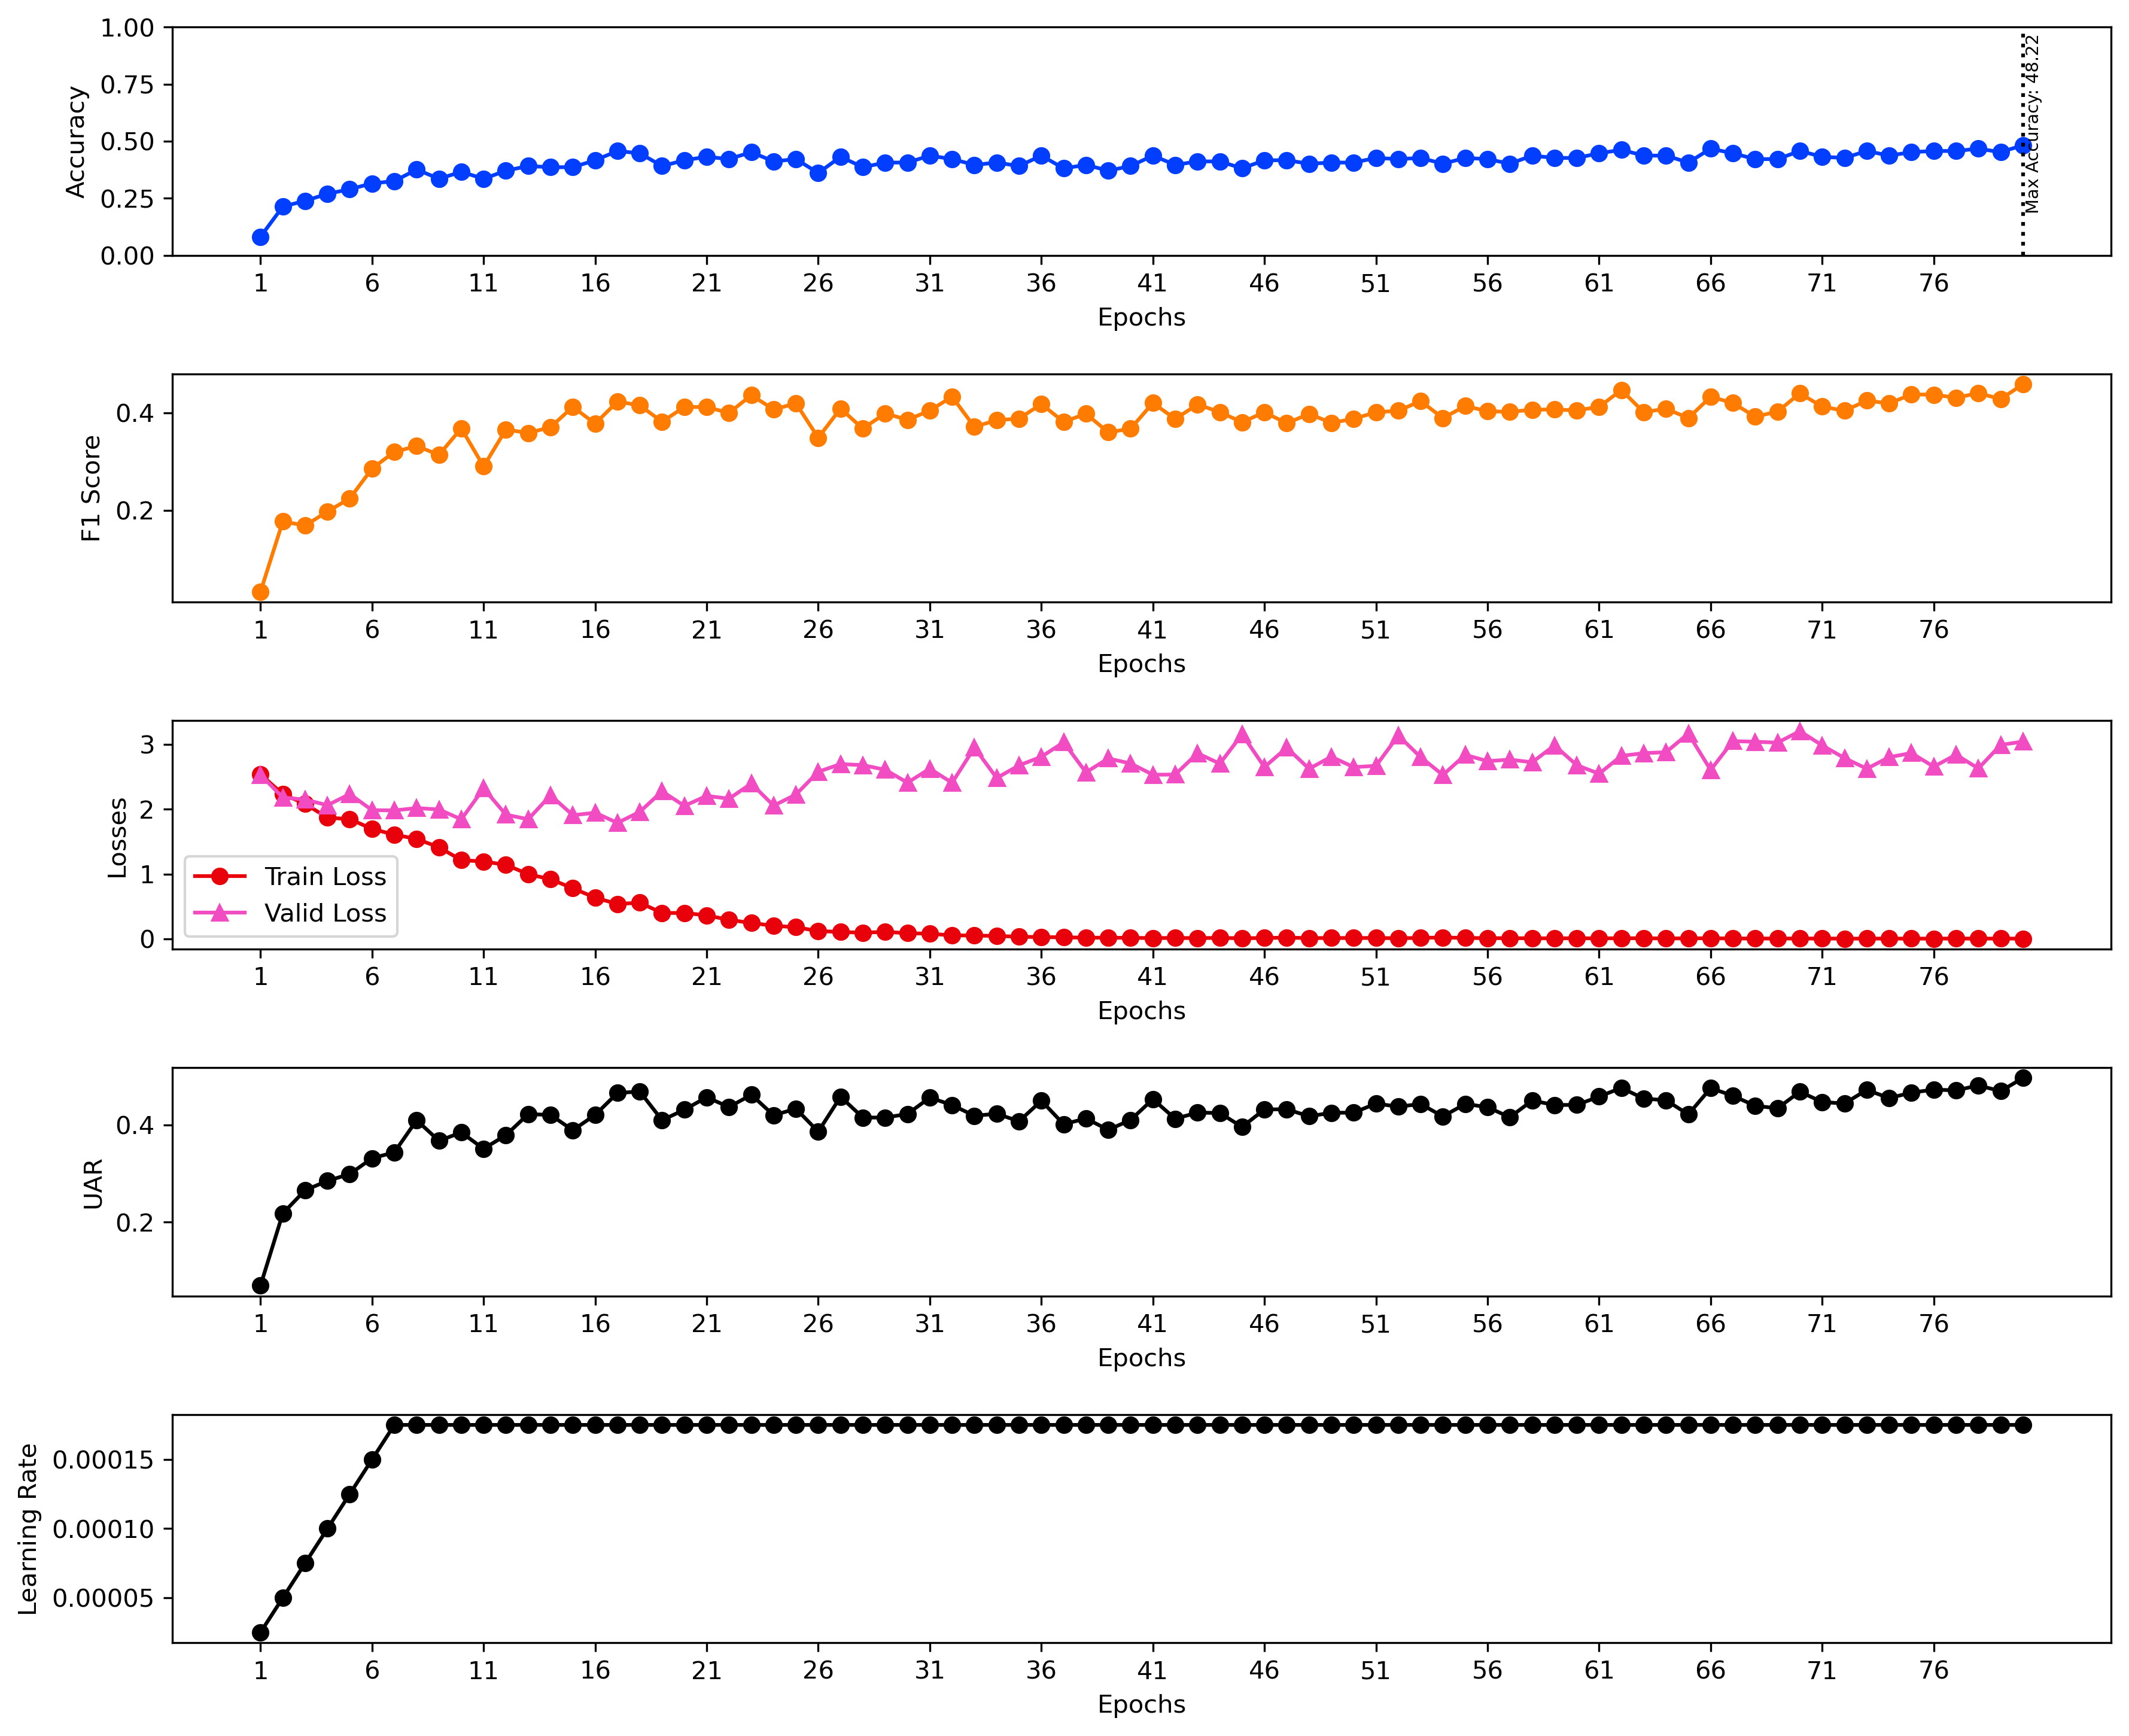 1.00
0.75
0.50
0.25
0.00
Accuracy
Max Accuracy: 48.22
1 6 11 16 21 26 31 36 41 46 51 56 61 66 71 76
Epochs
0.4
0.2
F1 Score
1 6 11 16 21 26 31 36 41 46 51 56 61 66 71 76
Epochs
3
2
1
0
Losses
Train Loss
Valid Loss
1 6 11 16 21 26 31 36 41 46 51 56 61 66 71 76
Epochs
0.4
0.2
UAR
1 6 11 16 21 26 31 36 41 46 51 56 61 66 71 76
Epochs
0.00015
0.00010
0.00005
Learning Rate
1 6 11 16 21 26 31 36 41 46 51 56 61 66 71 76
Epochs